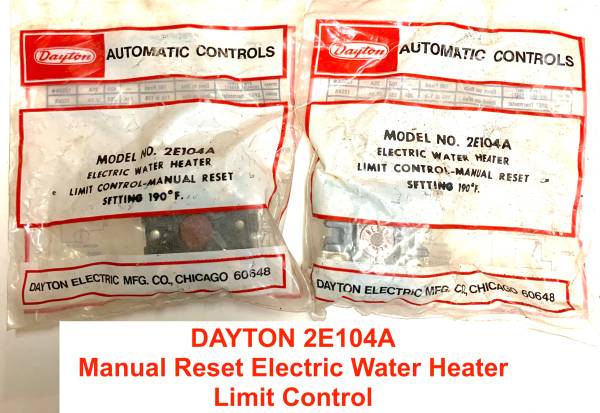 Dayton
AUTOMATIC CONTROLS
MODEL NO. 2E104A
ELECTRIC WATER HEATER
LIMIT CONTROL-MANUAL RESET
SETTING 190°F.
DAYTON ELECTRIC MFG. CO., CHICAGO 60648
Dayton
AUTOMATIC CONTROLS
MODEL NO. 2E104A
ELECTRIC WATER HEATER
LIMIT CONTROL-MANUAL RESET
SETTING 190°F.
DAYTON ELECTRIC MFG. CO., CHICAGO 60648
DAYTON 2E104A
Manual Reset Electric Water Heater
Limit Control